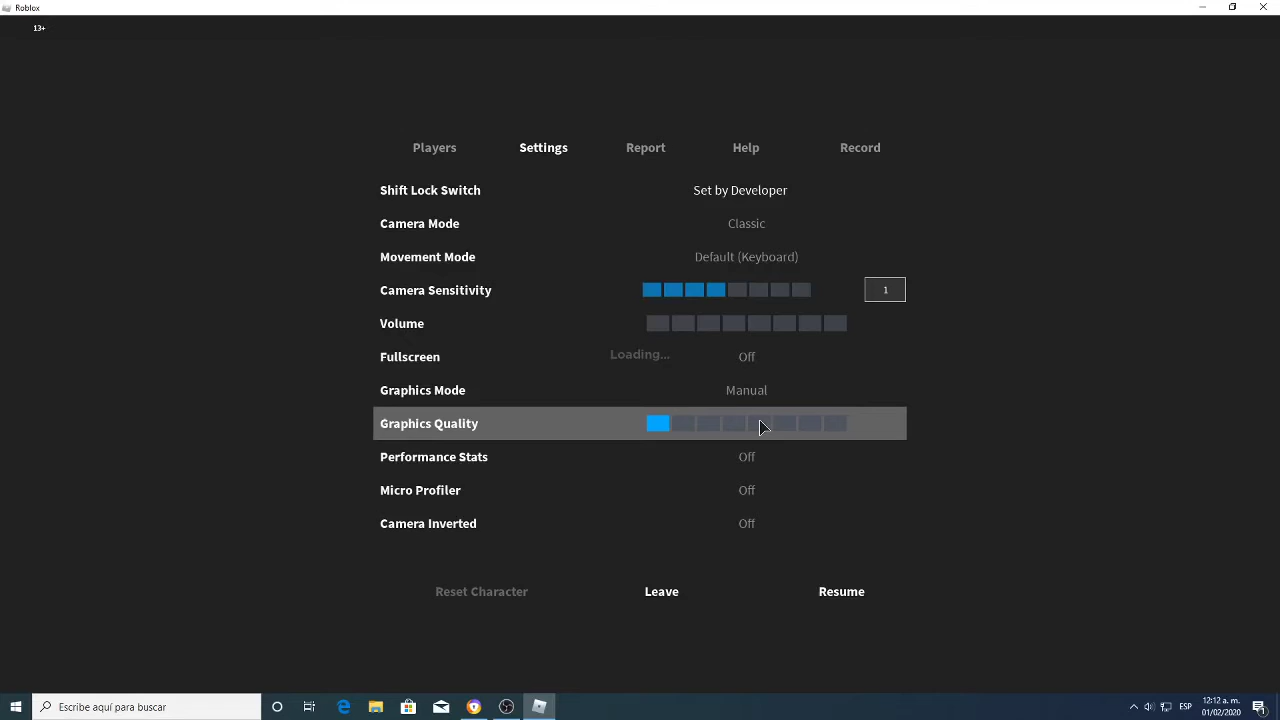 Roblox
13+
Players Settings Report Help Record
Shift Lock Switch Set by Developer
Camera Mode Classic
Movement Mode Default (Keyboard)
Camera Sensitivity 1
Volume
Loading...
Fullscreen Off
Graphics Mode Manual
Graphics Quality
Performance Stats Off
Micro Profiler Off
Camera Inverted Off
Reset Character Leave Resume
Escribe aquí para buscar ESP 12:12 a. m.
01/02/2020 1